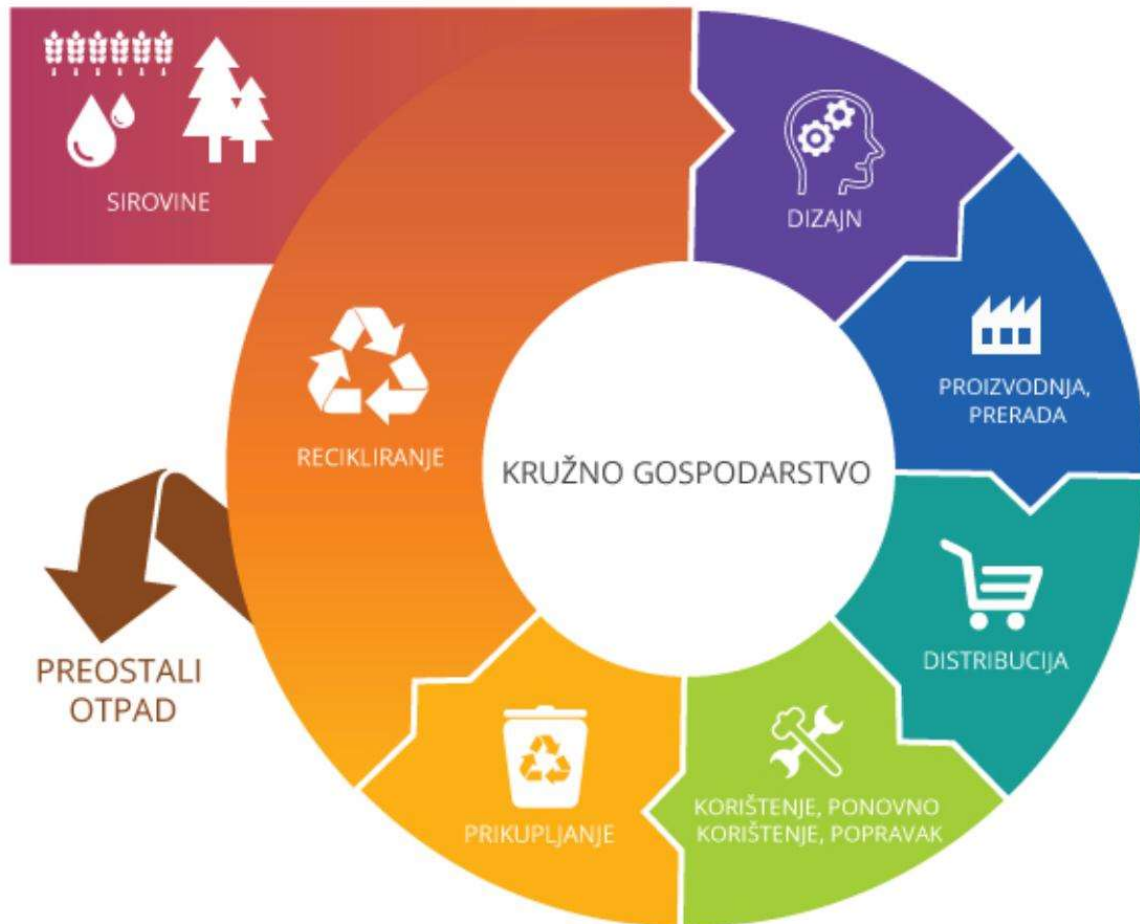 SIROVINE
DIZAJN
PROIZVODNJA,
PRERADA
RECIKLIRANJE
KRUŽNO GOSPODARSTVO
DISTRIBUCIJA
PREOSTALI
OTPAD
KORIŠTENJE, PONOVNO
KORIŠTENJE, POPRAVAK
PRIKUPLJANJE